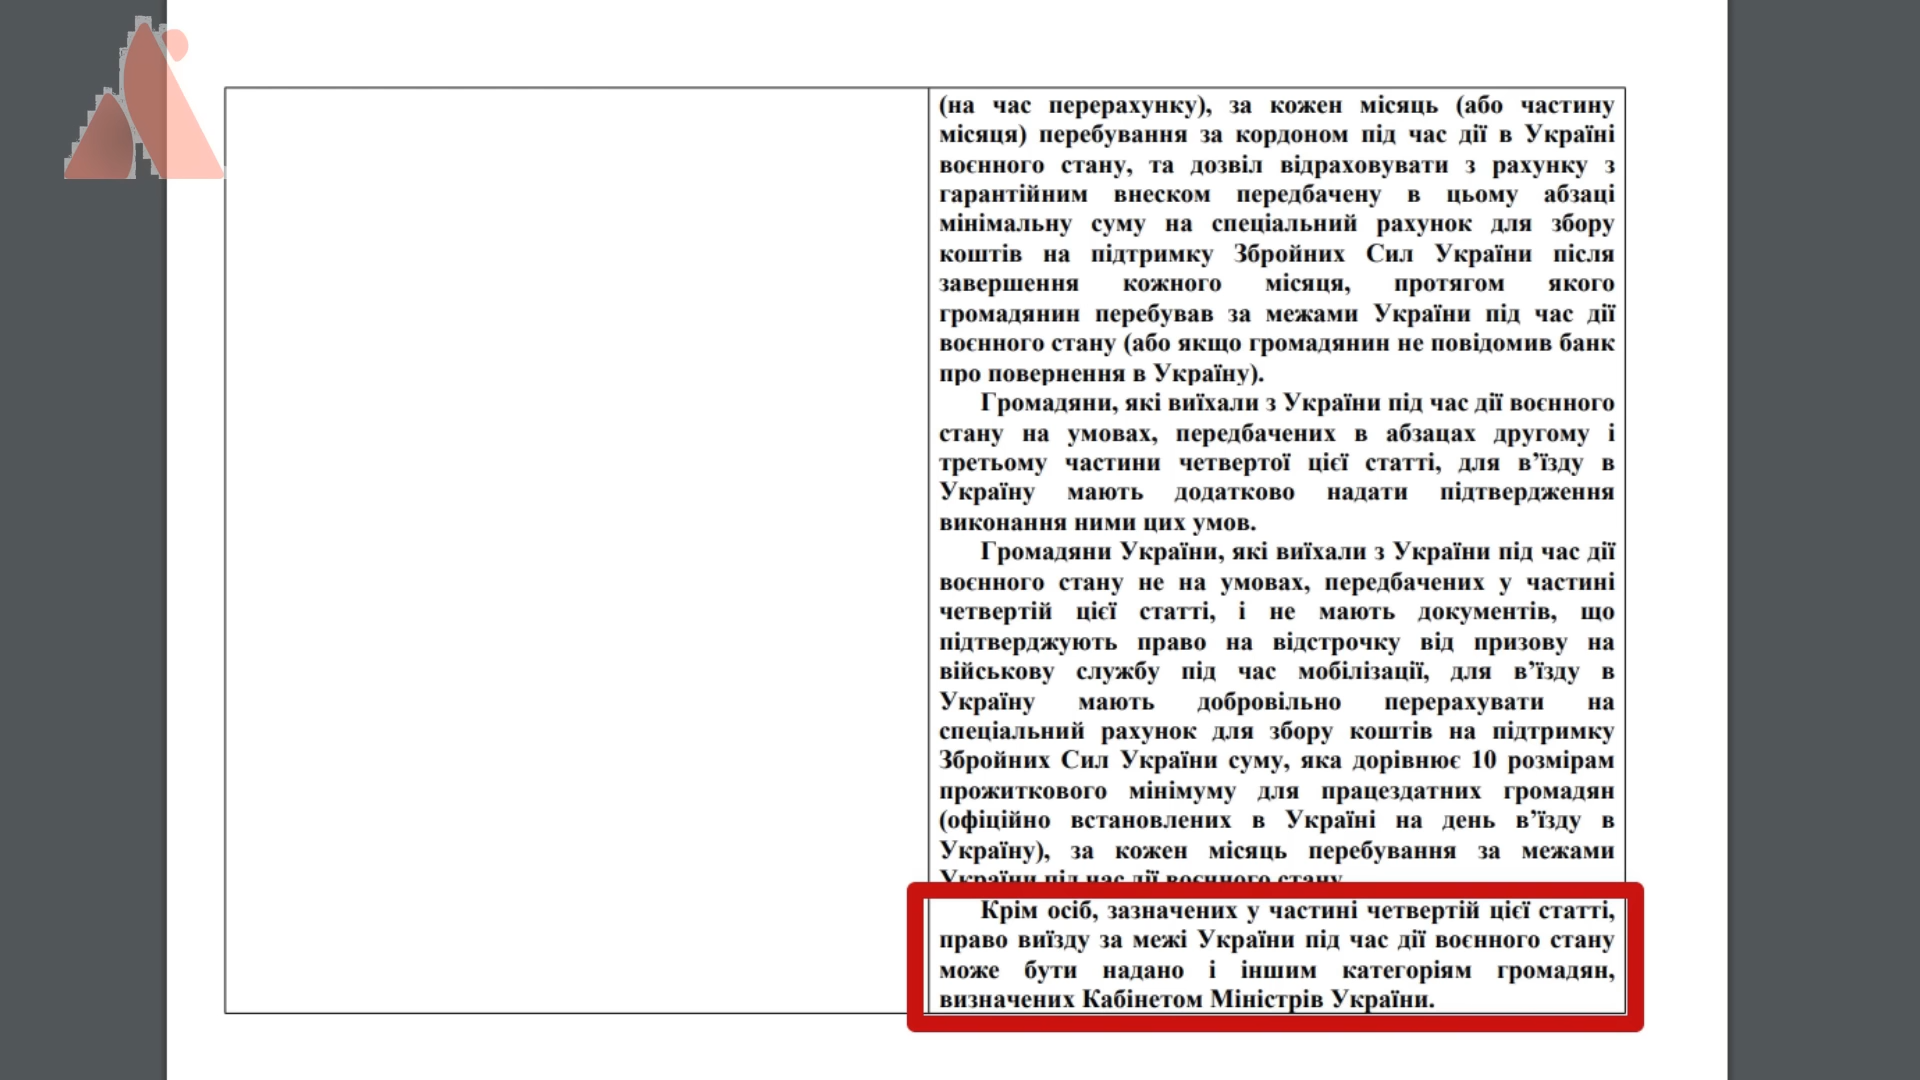 (на час перерахунку), за кожен місяць (або частину
місяця) перебування за кордоном під час дії в Україні
воєнного стану, та дозвіл відраховувати з рахунку з
гарантійним внеском передбачену в цьому абзаці
мінімальну суму на спеціальний рахунок для збору
коштів на підтримку Збройних Сил України після
завершення кожного місяця, протягом якого
громадянин перебував за межами України під час дії
воєнного стану (або якщо громадянин не повідомив банк
про повернення в Україну).
Громадяни, які виїхали з України під час дії воєнного
стану на умовах, передбачених в абзацах другому і
третьому частини четвертої цієї статті, для в’їзду в
Україну мають додатково надати підтвердження
виконання ними цих умов.
Громадяни України, які виїхали з України під час дії
воєнного стану не на умовах, передбачених у частині
четвертій цієї статті, і не мають документів, що
підтверджують право на відстрочку від призову на
військову службу під час мобілізації, для в’їзду в
Україну мають добровільно перерахувати на
спеціальний рахунок для збору коштів на підтримку
Збройних Сил України суму, яка дорівнює 10 розмірам
прожиткового мінімуму для працездатних громадян
(офіційно встановлених в Україні на день в’їзду в
Україну), за кожен місяць перебування за межами
України під час дії воєнного стану.
Крім осіб, зазначених у частині четвертій цієї статті,
право виїзду за межі України під час дії воєнного стану
може бути надано і іншим категоріям громадян,
визначених Кабінетом Міністрів України.